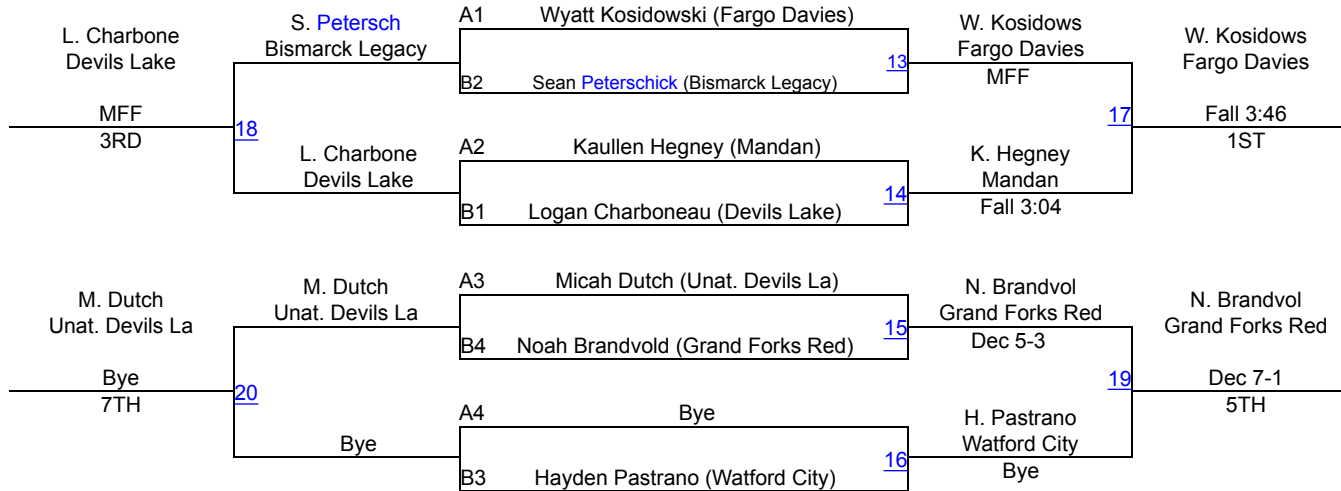 L. Charbone
Devils Lake
MFF
3RD
18
S. Petersch
Bismarck Legacy
L. Charbone
Devils Lake
A1 Wyatt Kosidowski (Fargo Davies)
13
B2 Sean Peterschick (Bismarck Legacy)
A2 Kaullen Hegney (Mandan)
14
B1 Logan Charboneau (Devils Lake)
W. Kosidows
Fargo Davies
MFF
17
K. Hegney
Mandan
Fall 3:04
W. Kosidows
Fargo Davies
Fall 3:46
1ST
M. Dutch
Unat. Devils La
Bye
7TH
20
M. Dutch
Unat. Devils La
Bye
A3 Micah Dutch (Unat. Devils La)
15
B4 Noah Brandvold (Grand Forks Red)
A4 Bye
16
B3 Hayden Pastrano (Watford City)
N. Brandvol
Grand Forks Red
Dec 5-3
19
H. Pastrano
Watford City
Bye
N. Brandvol
Grand Forks Red
Dec 7-1
5TH